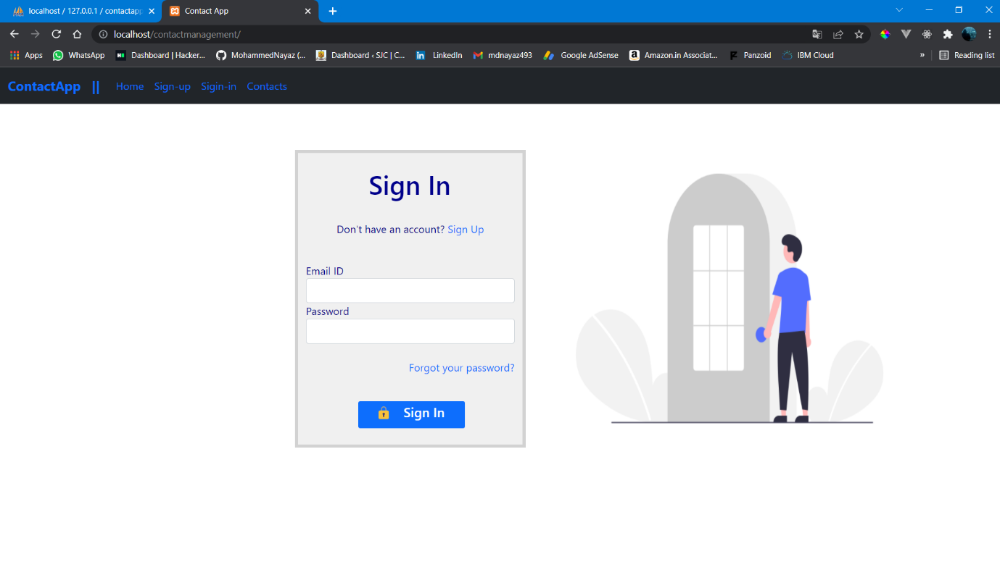 localhost / 127.0.0.1 / contactapp
Contact App
localhost/contactmanagement/
Apps WhatsApp Dashboard | Hacker... MohammedNayaz (... Dashboard ‹ SJC | C... LinkedIn mdnayaz493 Google AdSense Amazon.in Associat... Panzoid IBM Cloud » Reading list
ContactApp || Home Sign-up Sigin-in Contacts
Sign In
Don't have an account? Sign Up
Email ID
Password
Forgot your password?
Sign In